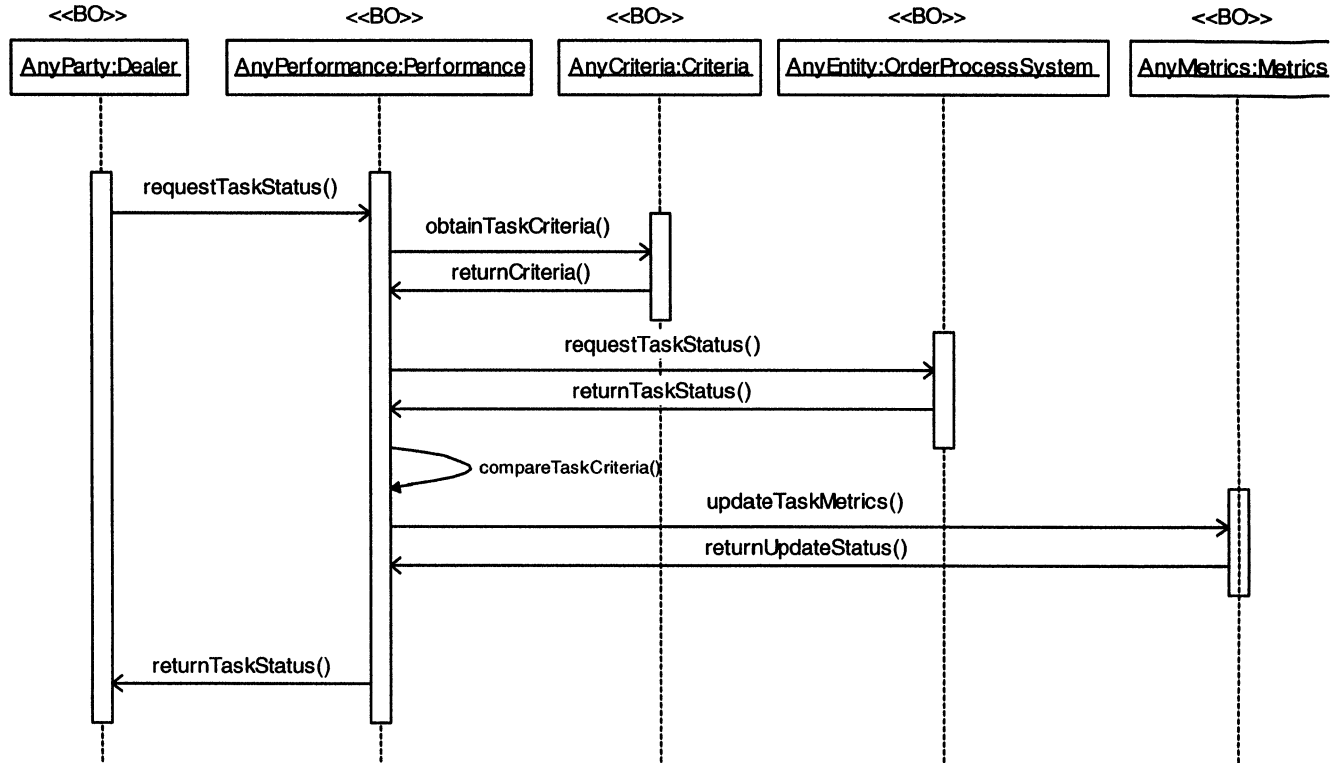 <<BO>> <<BO>> <<BO>> <<BO>> <<BO>>
AnyParty:Dealer AnyPerformance:Performance AnyCriteria:Criteria AnyEntity:OrderProcessSystem AnyMetrics:Metrics
requestTaskStatus()
obtainTaskCriteria()
returnCriteria()
requestTaskStatus()
returnTaskStatus()
compareTaskCriteria()
updateTaskMetrics()
returnUpdateStatus()
returnTaskStatus()